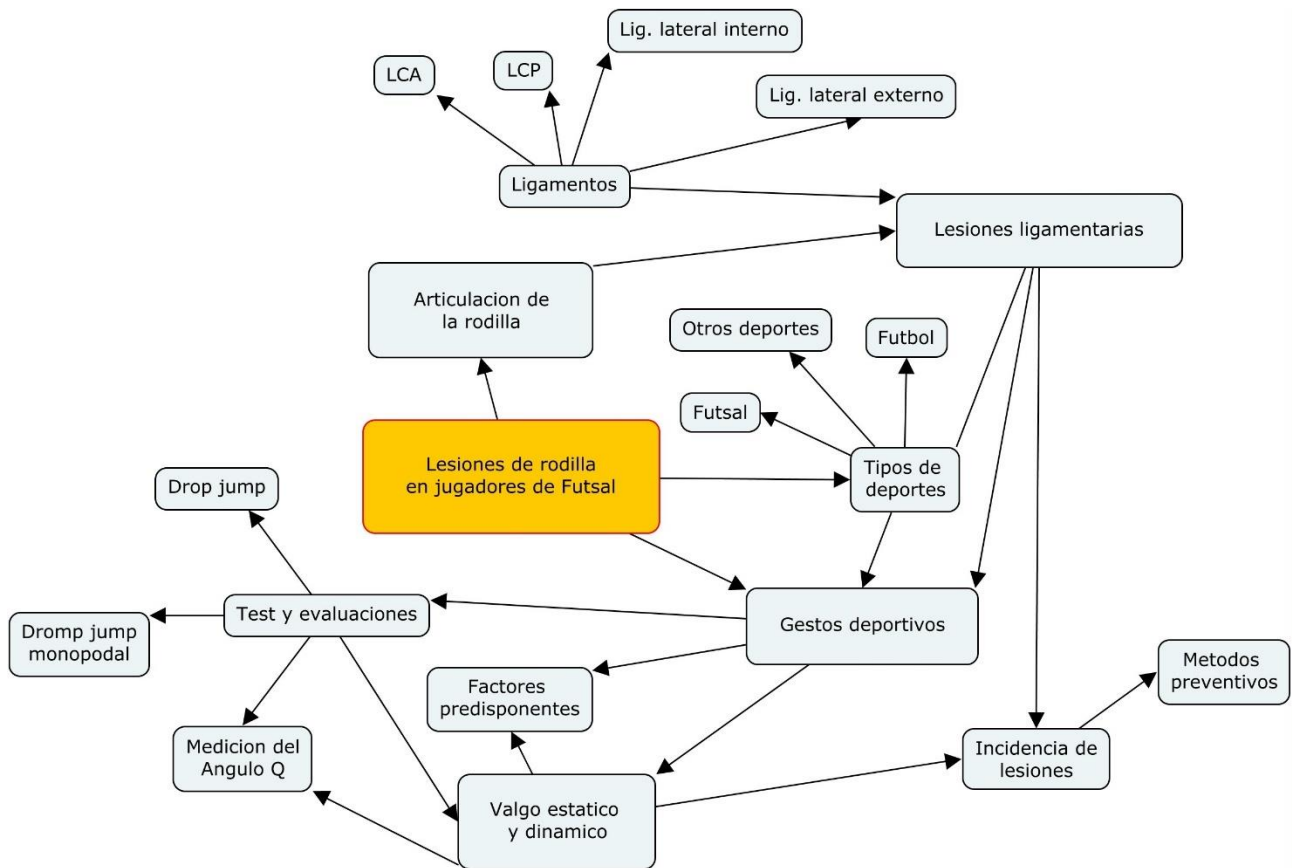 Lig. lateral interno
LCA
LCP
Lig. lateral externo
Ligamentos
Lesiones ligamentarias
Articulacion de
la rodilla
Otros deportes
Futbol
Futsal
Lesiones de rodilla
en jugadores de Futsal
Tipos de
deportes
Drop jump
Test y evaluaciones
Gestos deportivos
Dromp jump
monopodal
Factores
predisponentes
Metodos
preventivos
Medicion del
Angulo Q
Incidencia de
lesiones
Valgo estatico
y dinamico